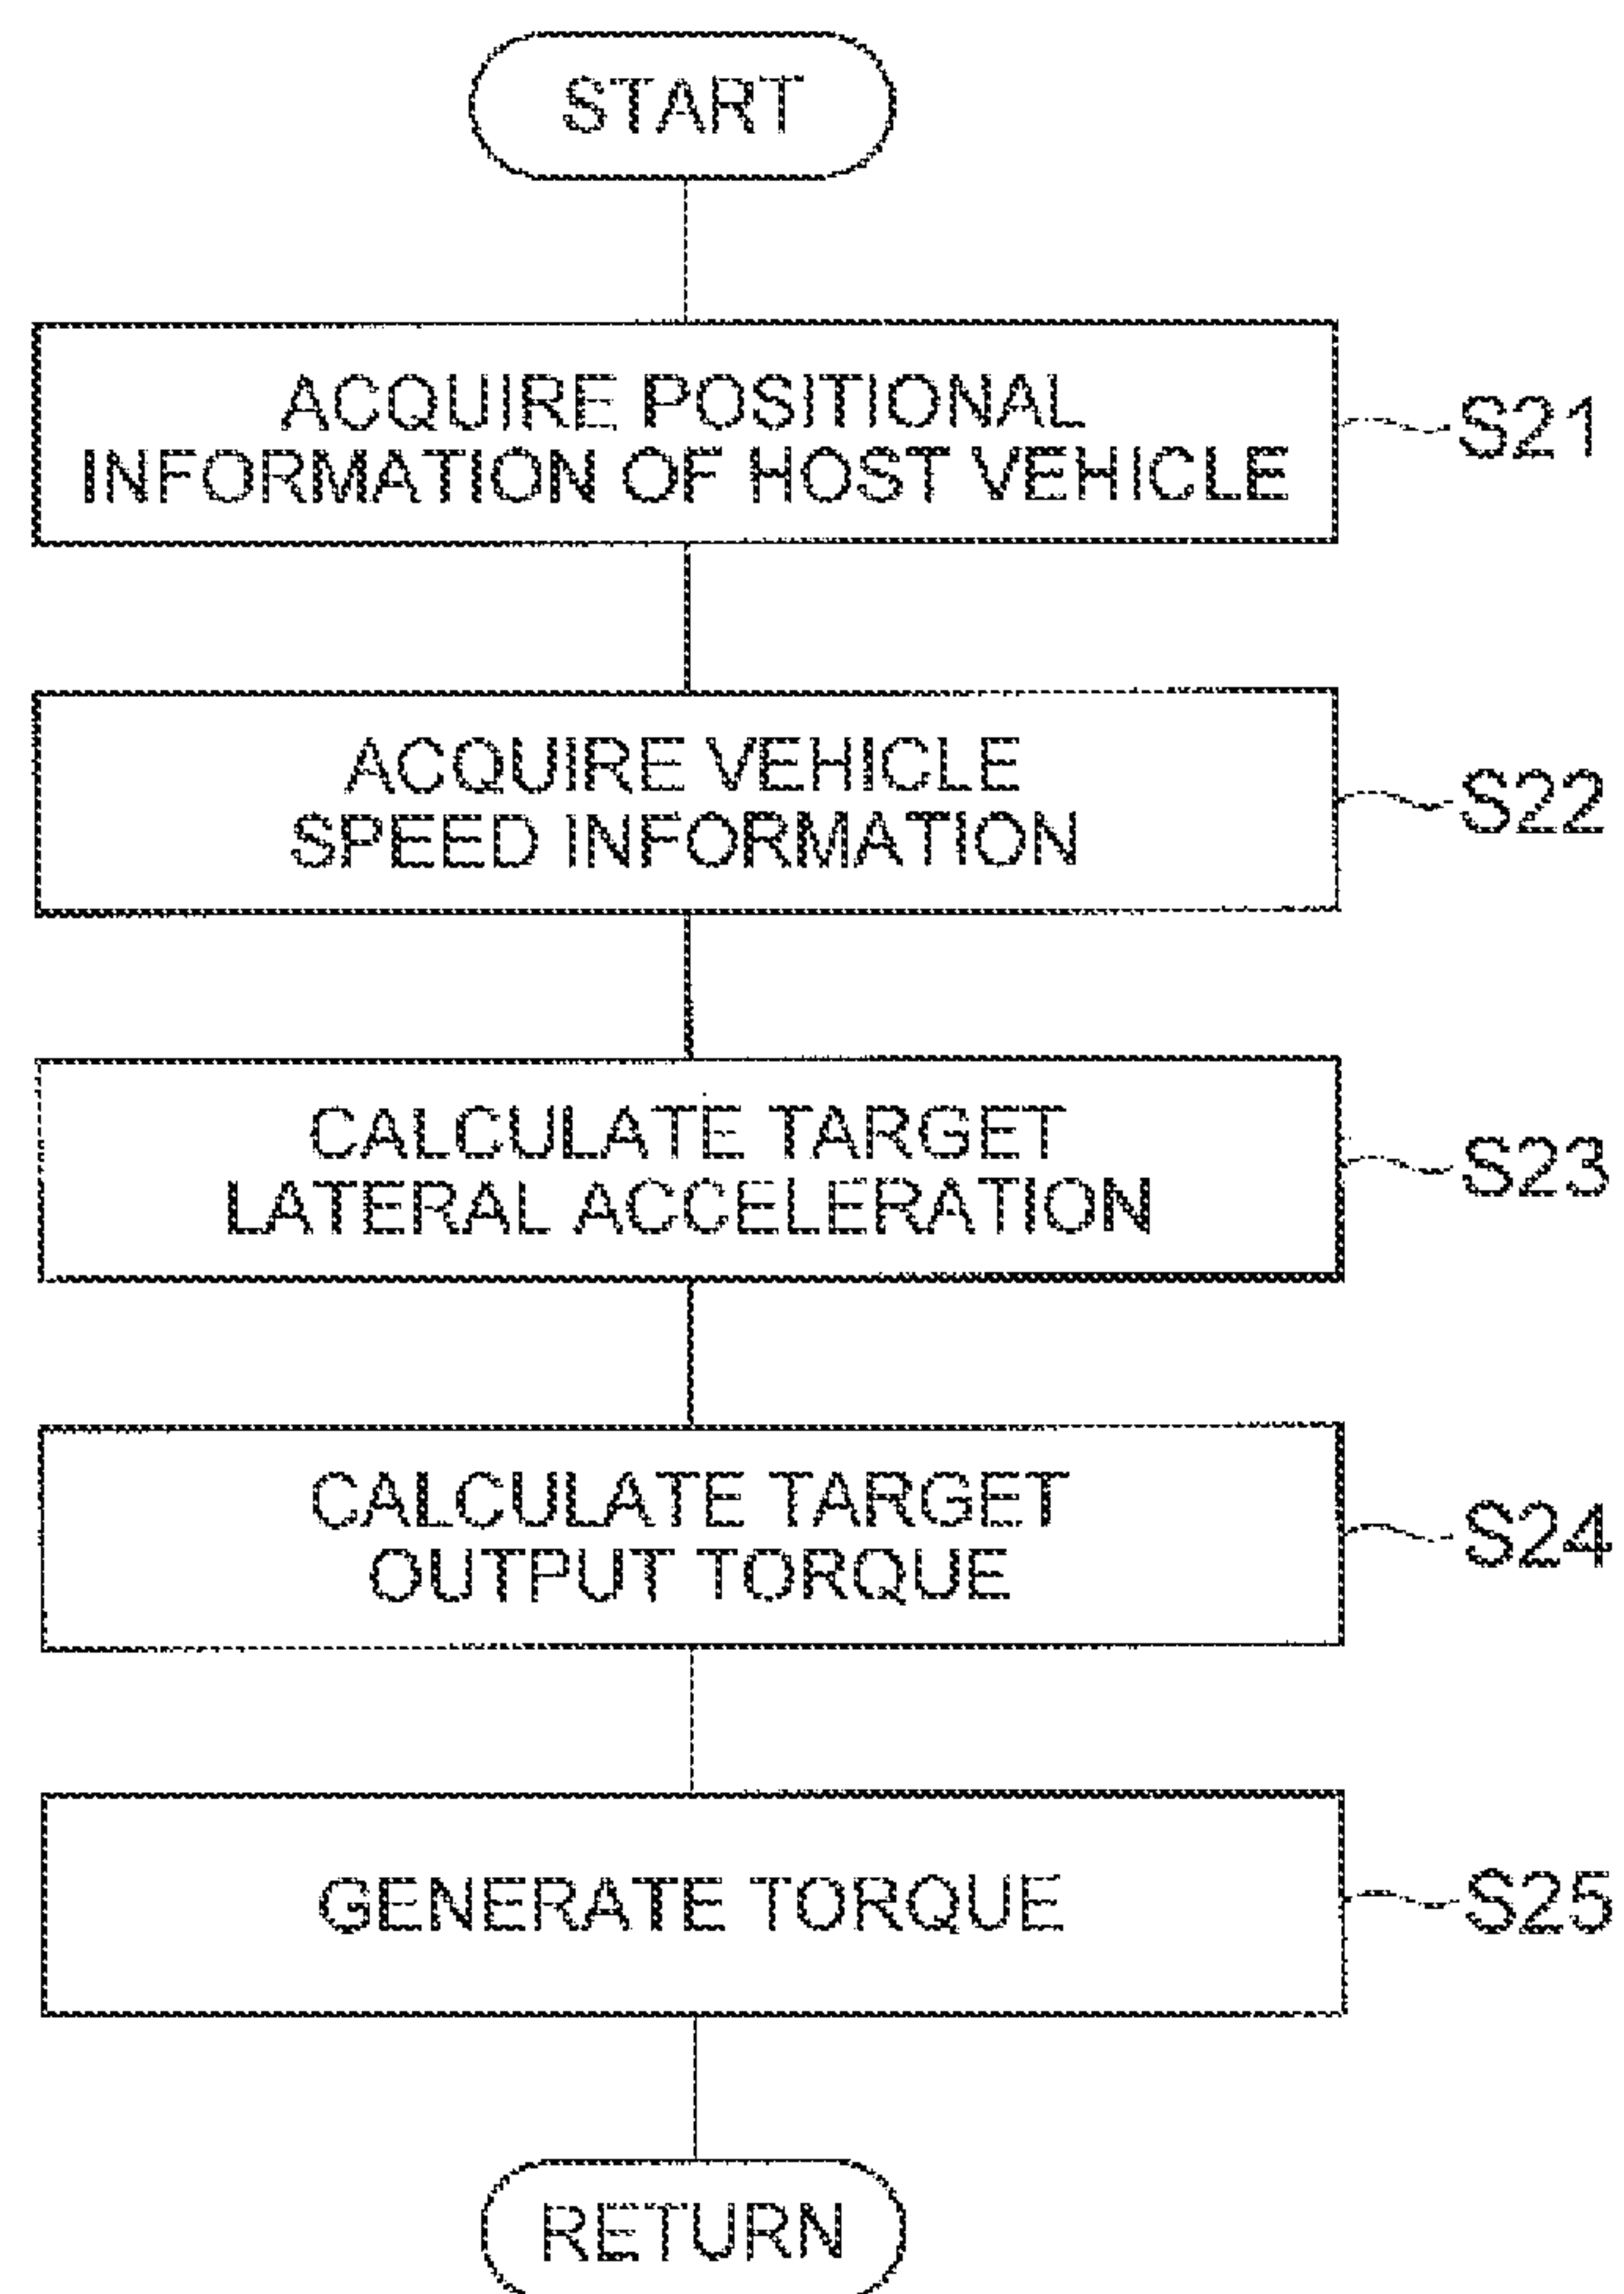 START
ACQUIRE POSITIONAL
INFORMATION OF HOST VEHICLE
S21
ACQUIRE VEHICLE
SPEED INFORMATION
S22
CALCULATE TARGET
LATERAL ACCELERATION
S23
CALCULATE TARGET
OUTPUT TORQUE
S24
GENERATE TORQUE
S25
RETURN